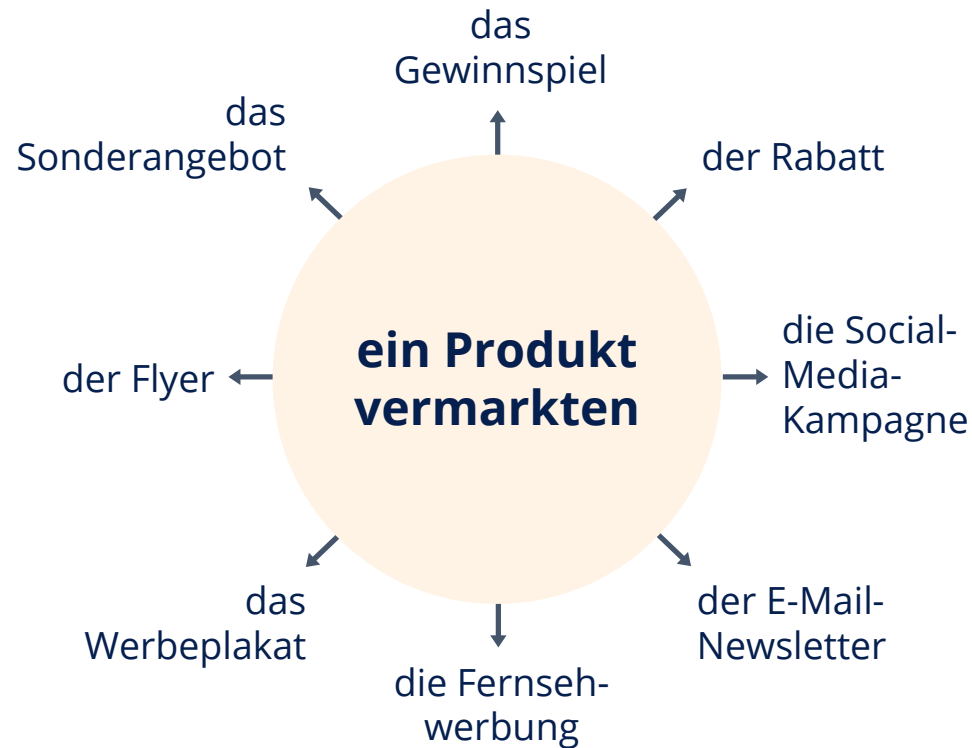 das
Gewinnspiel
der Rabatt
die Social-
Media-
Kampagne
der E-Mail-
Newsletter
die Fernseh-
werbung
das
Werbeplakat
der Flyer
das
Sonderangebot
ein Produkt
vermarkten